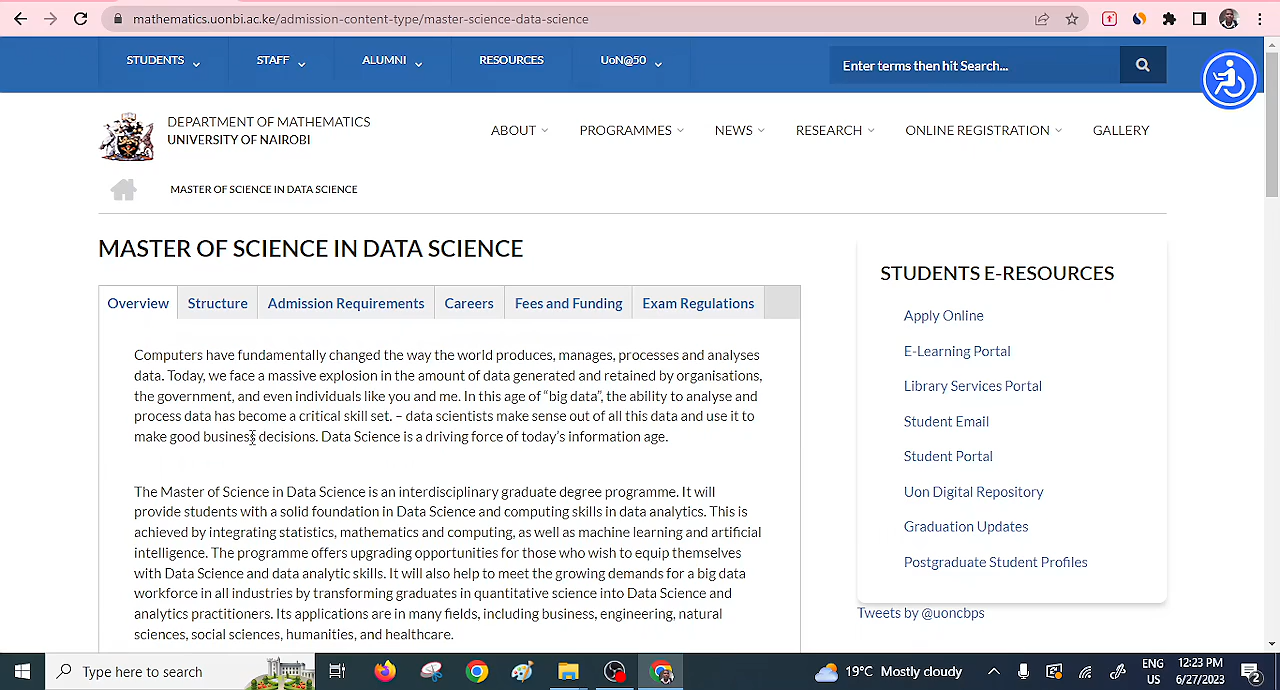 mathematics.uonbi.ac.ke/admission-content-type/master-science-data-science
STUDENTS STAFF ALUMNI RESOURCES UoN@50 Enter terms then hit Search...
DEPARTMENT OF MATHEMATICS
UNIVERSITY OF NAIROBI
ABOUT PROGRAMMES NEWS RESEARCH ONLINE REGISTRATION GALLERY
MASTER OF SCIENCE IN DATA SCIENCE
MASTER OF SCIENCE IN DATA SCIENCE
Overview Structure Admission Requirements Careers Fees and Funding Exam Regulations
Computers have fundamentally changed the way the world produces, manages, processes and analyses
data. Today, we face a massive explosion in the amount of data generated and retained by organisations,
the government, and even individuals like you and me. In this age of “big data”, the ability to analyse and
process data has become a critical skill set. – data scientists make sense out of all this data and use it to
make good business decisions. Data Science is a driving force of today’s information age.
The Master of Science in Data Science is an interdisciplinary graduate degree programme. It will
provide students with a solid foundation in Data Science and computing skills in data analytics. This is
achieved by integrating statistics, mathematics and computing, as well as machine learning and artificial
intelligence. The programme offers upgrading opportunities for those who wish to equip themselves
with Data Science and data analytic skills. It will also help to meet the growing demands for a big data
workforce in all industries by transforming graduates in quantitative science into Data Science and
analytics practitioners. Its applications are in many fields, including business, engineering, natural
sciences, social sciences, humanities, and healthcare.
STUDENTS E-RESOURCES
Apply Online
E-Learning Portal
Library Services Portal
Student Email
Student Portal
Uon Digital Repository
Graduation Updates
Postgraduate Student Profiles
Tweets by @uoncbps
Type here to search
19°C Mostly cloudy
ENG
US
12:23 PM
6/27/2023
2